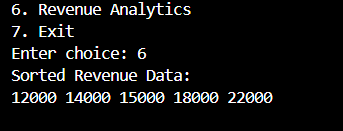 6. Revenue Analytics
7. Exit
Enter choice: 6
Sorted Revenue Data:
12000 14000 15000 18000 22000